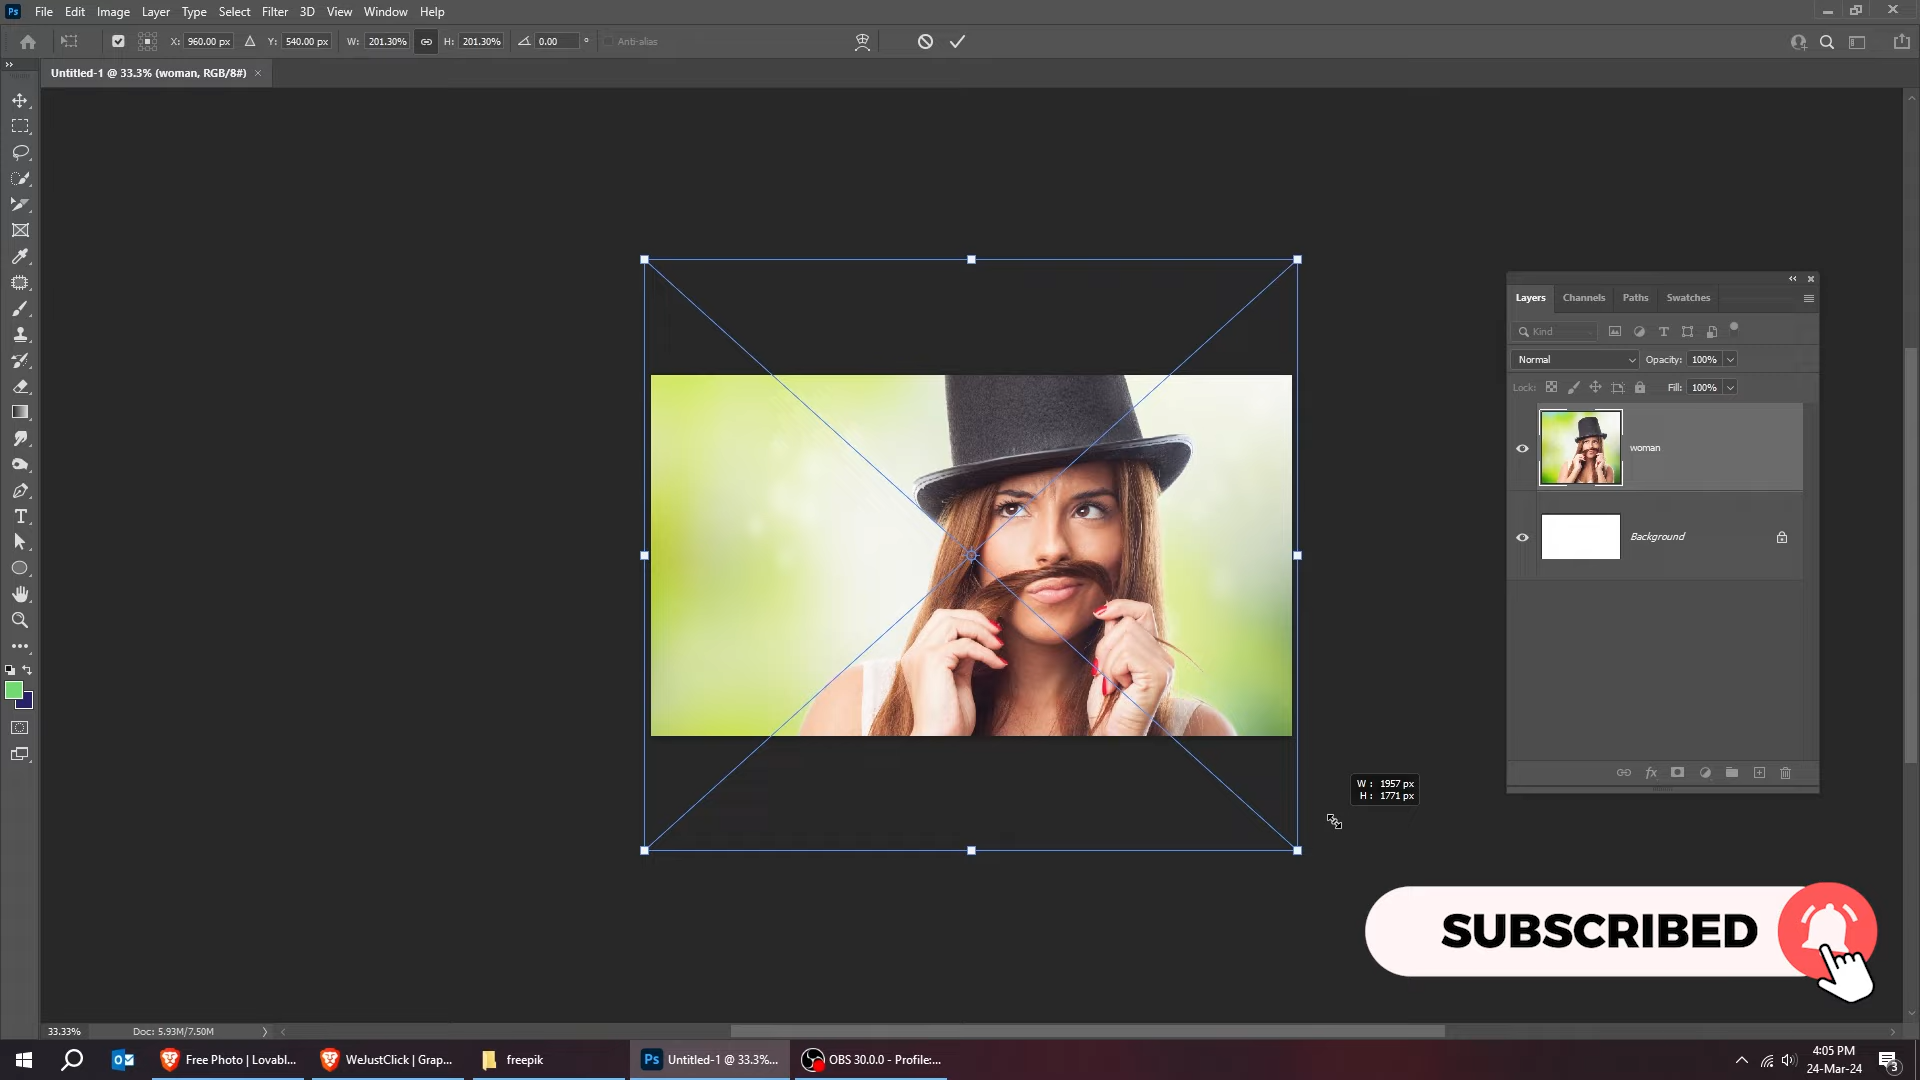 Ps File Edit Image Layer Type Select Filter 3D View Window Help
X: 960.00 px Y: 540.00 px W: 201.30% H: 201.30% 0.00 ° Anti-alias
Untitled-1 @ 33.3% (woman, RGB/8#) ×
Layers Channels Paths Swatches
Kind
Normal Opacity: 100%
Lock: Fill: 100%
woman
Background
W : 1957 px
H : 1771 px
SUBSCRIBED
33.33% Doc: 5.93M/7.50M
Free Photo | Lovabl... WeJustClick | Grap... freepik Ps Untitled-1 @ 33.3%... OBS 30.0.0 - Profile:...
4:05 PM
24-Mar-24
3